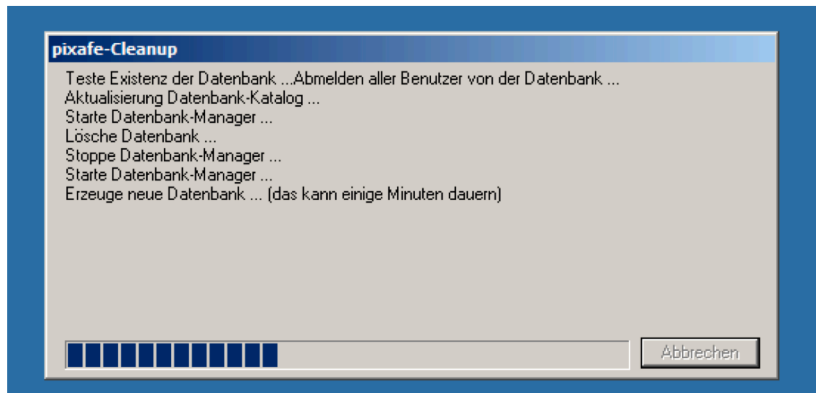 pixafe-Cleanup
Teste Existenz der Datenbank ...Abmelden aller Benutzer von der Datenbank ...
Aktualisierung Datenbank-Katalog ...
Starte Datenbank-Manager ...
Lösche Datenbank ...
Stoppe Datenbank-Manager ...
Starte Datenbank-Manager ...
Erzeuge neue Datenbank ... (das kann einige Minuten dauern)
Abbrechen